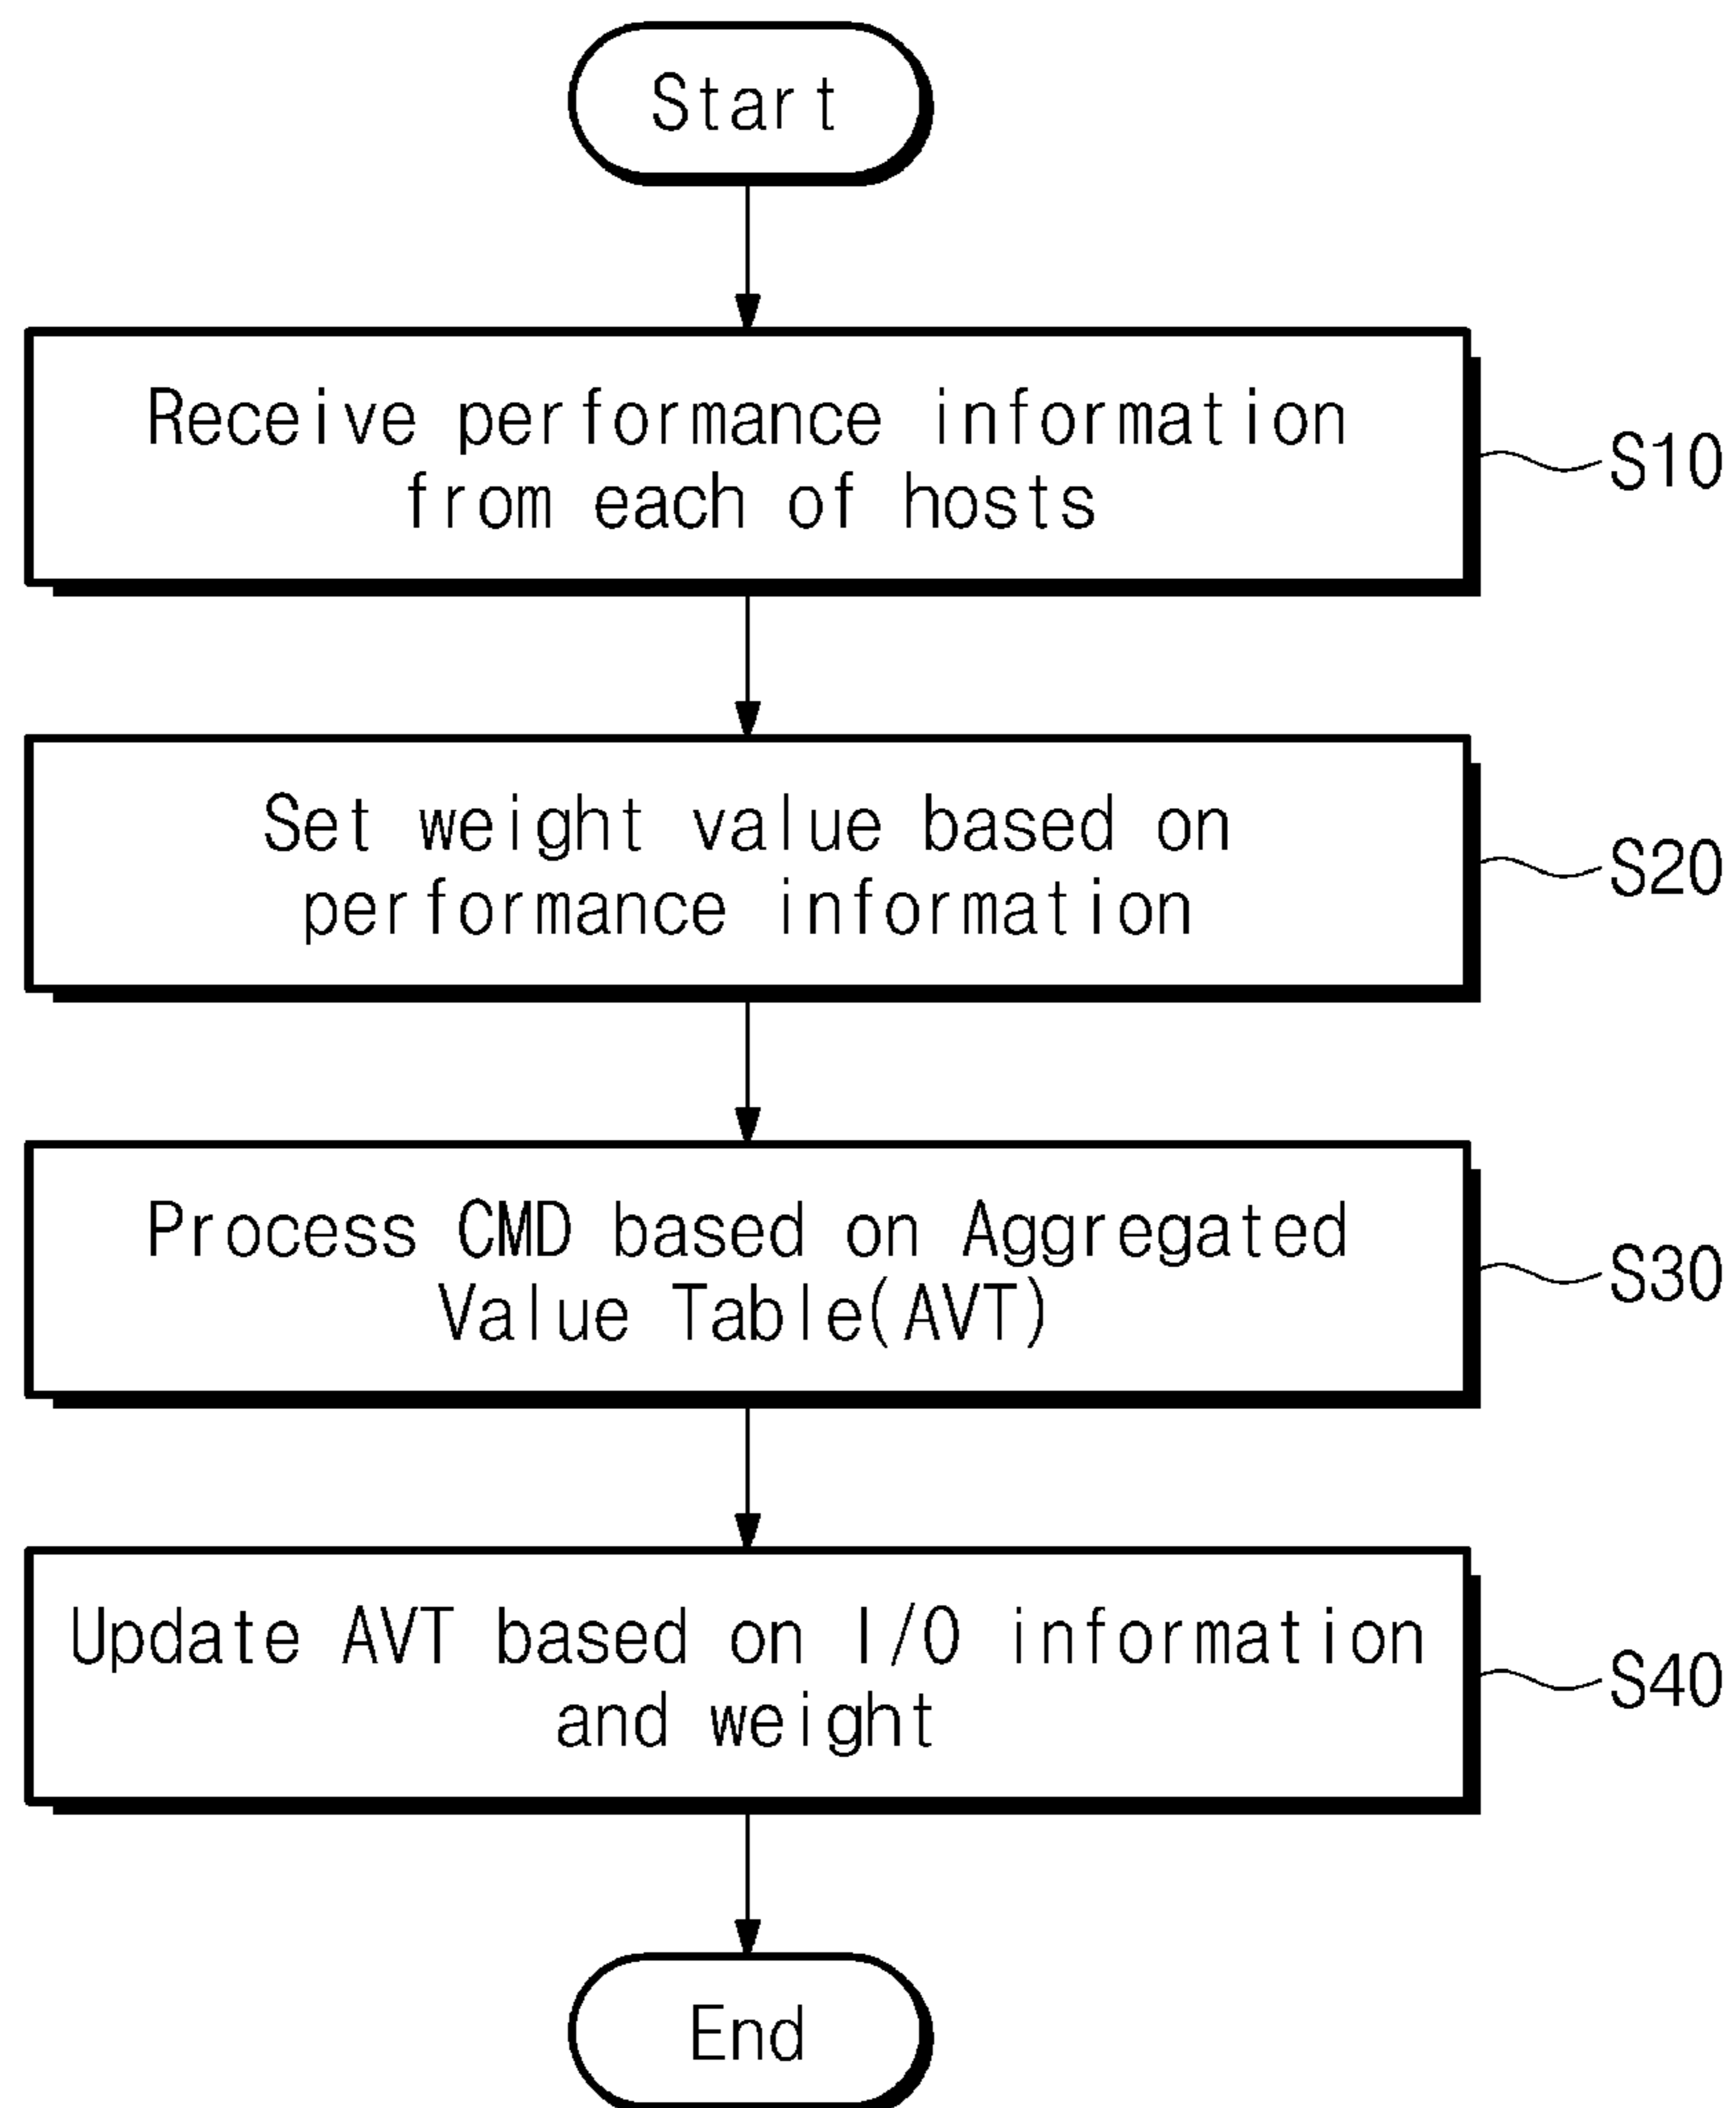 Start
Receive performance information
from each of hosts
S10
Set weight value based on
performance information
S20
Process CMD based on Aggregated
Value Table(AVT)
S30
Update AVT based on I/O information
and weight
S40
End